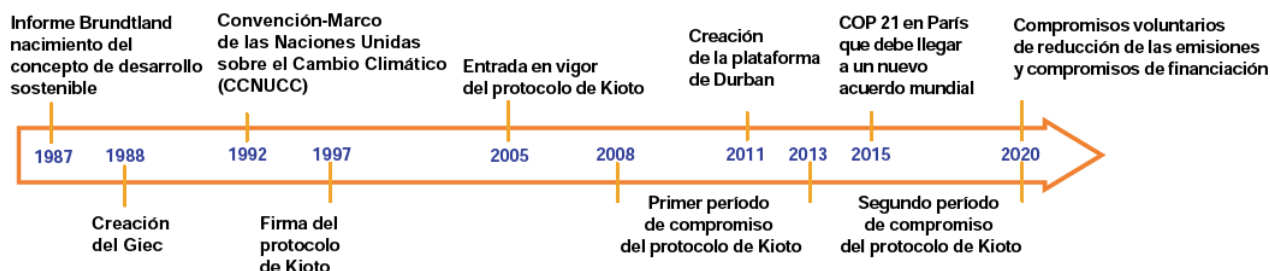 Informe Brundtland
nacimiento del
concepto de desarrollo
sostenible
Convención-Marco
de las Naciones Unidas
sobre el Cambio Climático
(CCNUCC)
Entrada en vigor
del protocolo de Kioto
Creación
de la plataforma
de Durban
COP 21 en París
que debe llegar
a un nuevo
acuerdo mundial
Compromisos voluntarios
de reducción de las emisiones
y compromisos de financiación
1987 1988 1992 1997 2005 2008 2011 2013 2015 2020
Creación
del Giec
Firma del
protocolo
de Kioto
Primer período
de compromiso
del protocolo de Kioto
Segundo período
de compromiso
del protocolo de Kioto